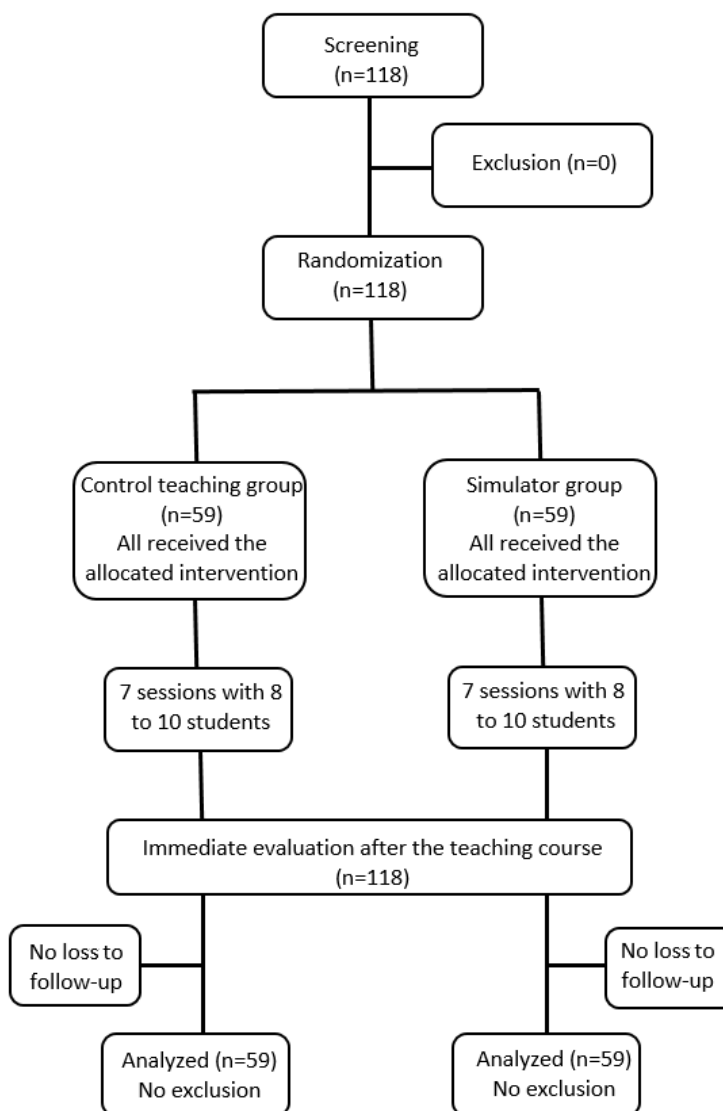 Screening
(n=118)
Exclusion (n=0)
Randomization
(n=118)
Control teaching group
(n=59)
All received the
allocated intervention
Simulator group
(n=59)
All received the
allocated intervention
7 sessions with 8
to 10 students
7 sessions with 8
to 10 students
Immediate evaluation after the teaching course
(n=118)
No loss to
follow-up
No loss to
follow-up
Analyzed (n=59)
No exclusion
Analyzed (n=59)
No exclusion